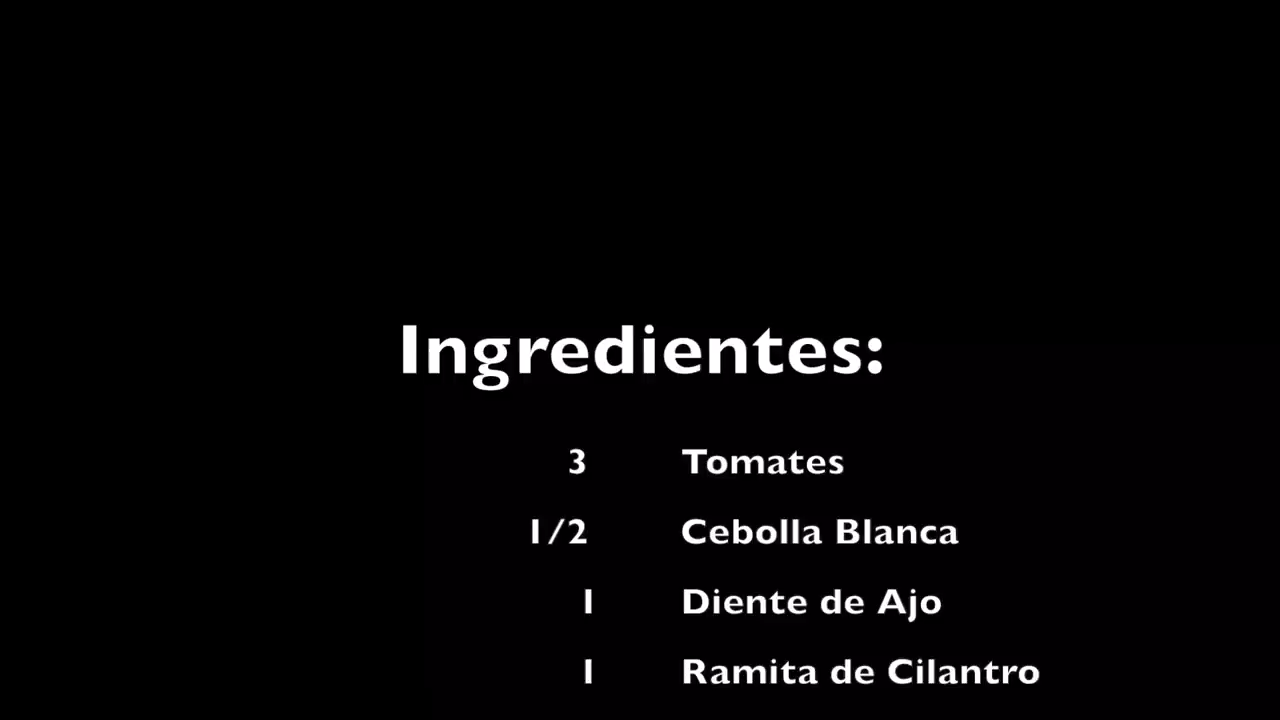 Ingredientes:
3 Tomates
1/2 Cebolla Blanca
1 Diente de Ajo
1 Ramita de Cilantro